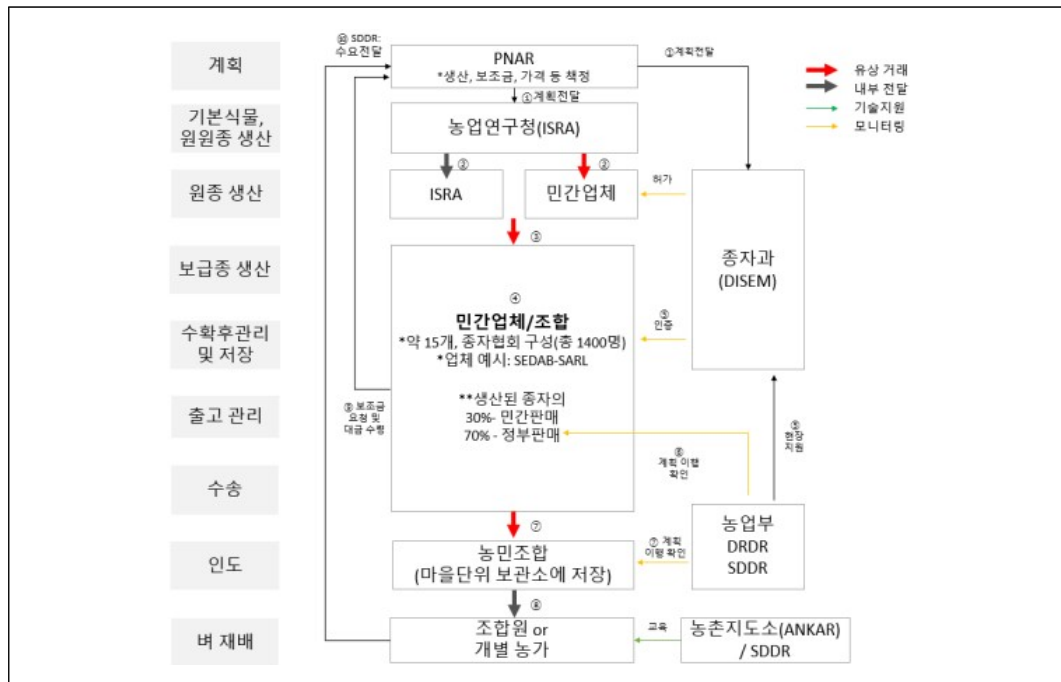 계획
기본식물,
원원종 생산
원종 생산
보급종 생산
수확후관리
및 저장
출고 관리
수송
인도
벼 재배
⑩ SDDR:
수요전달
PNAR
*생산, 보조금, 가격 등 책정
①계획전달
①계획전달
농업연구청(ISRA)
②
②
ISRA
민간업체
허가
③
종자과
(DISEM)
④
민간업체/조합
*약 15개, 종자협회 구성(총 1400명)
*업체 예시: SEDAB-SARL
**생산된 종자의
30%- 민간판매
70% - 정부판매
⑤
인증
⑨ 보조금
요청 및
대금 수령
⑤
현장
지원
⑥
계획 이행
확인
⑦
농업부
DRDR
SDDR
⑦ 계획
이행 확인
농민조합
(마을단위 보관소에 저장)
⑧
조합원 or
개별 농가
교육
농촌지도소(ANKAR)
/ SDDR
유상 거래
내부 전달
기술지원
모니터링